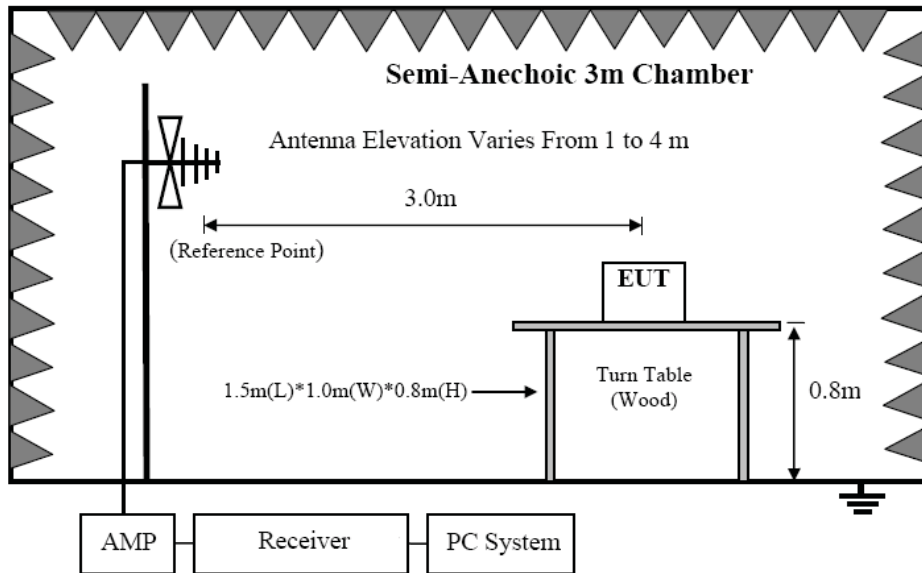 Semi-Anechoic 3m Chamber
Antenna Elevation Varies From 1 to 4 m
3.0m
(Reference Point)
EUT
1.5m(L)*1.0m(W)*0.8m(H)
Turn Table
(Wood)
0.8m
AMP
Receiver
PC System